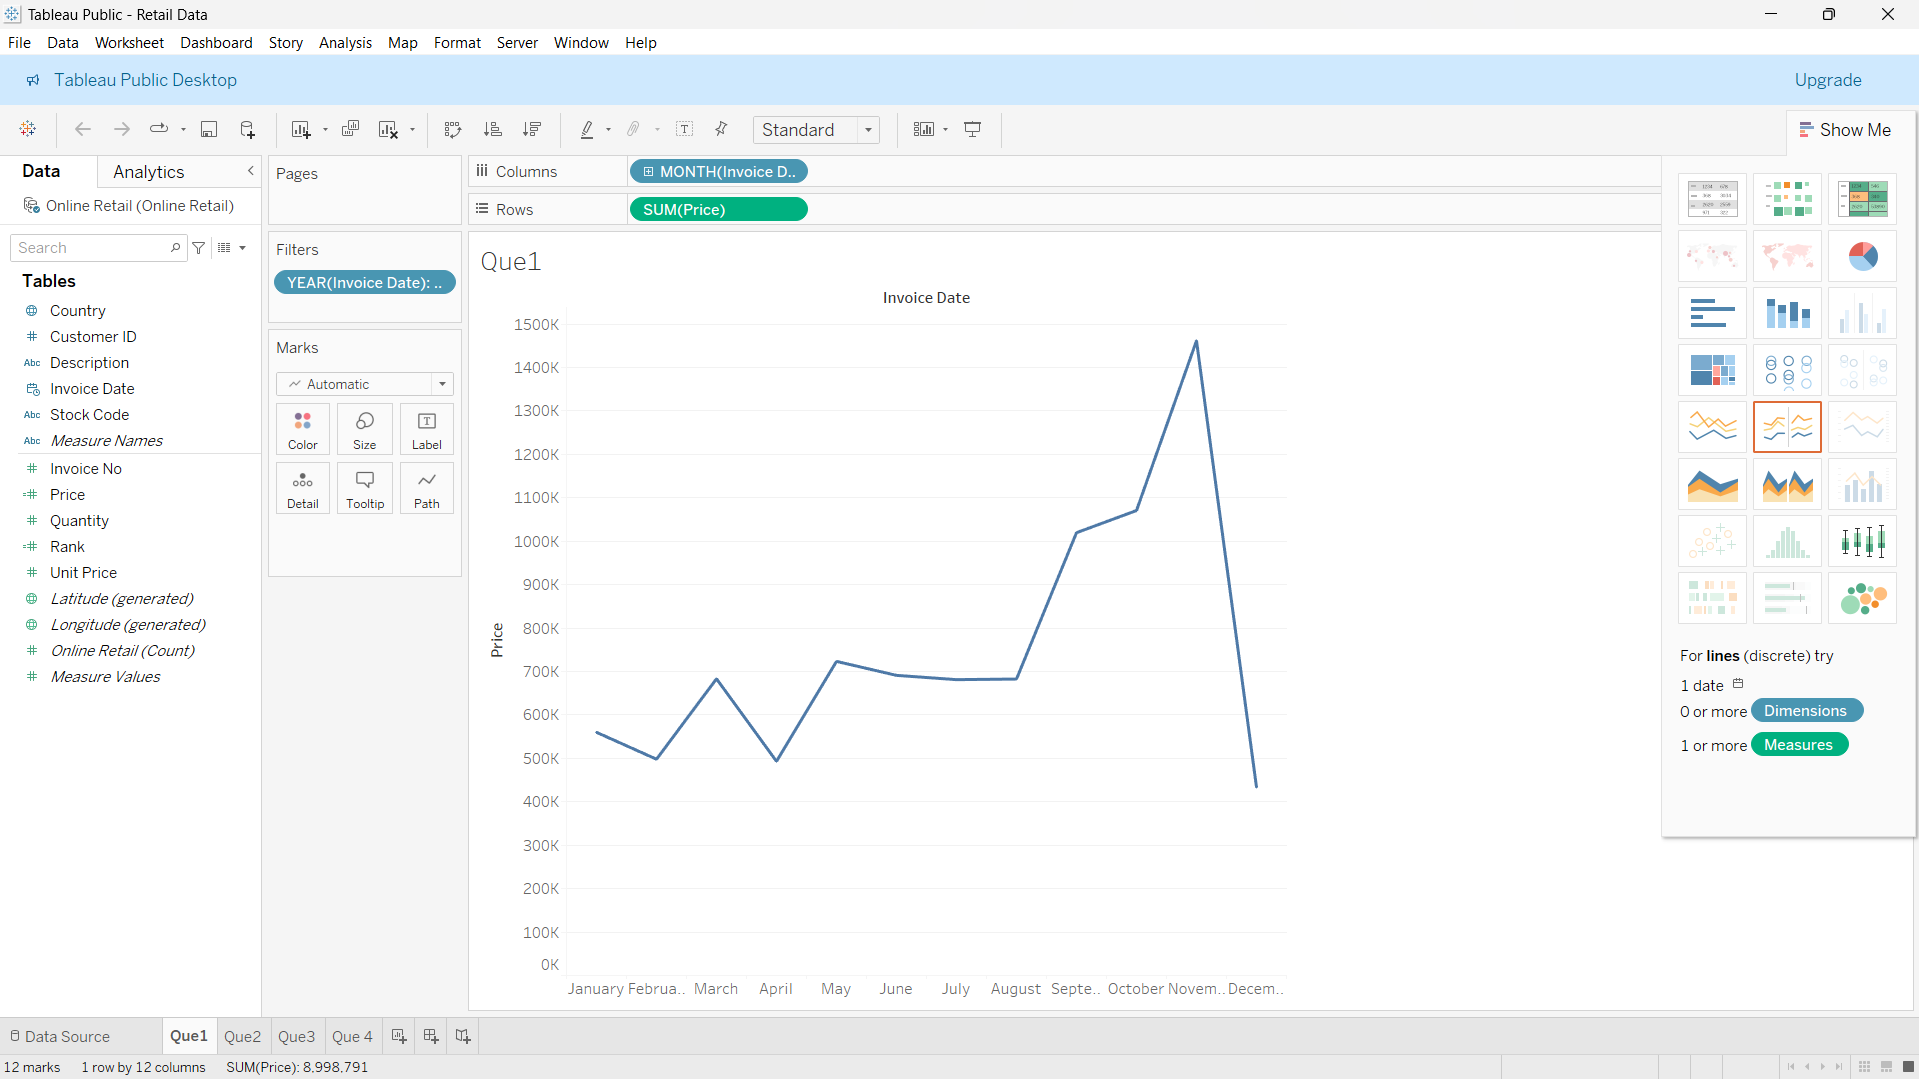 Tableau Public - Retail Data
File Data Worksheet Dashboard Story Analysis Map Format Server Window Help
Tableau Public Desktop
Upgrade
Standard
Show Me
Data
Analytics
Online Retail (Online Retail)
Search
Tables
Country
Customer ID
Abc Description
Invoice Date
Abc Stock Code
Abc Measure Names
Invoice No
Price
Quantity
Rank
Unit Price
Latitude (generated)
Longitude (generated)
Online Retail (Count)
Measure Values
Pages
Filters
YEAR(Invoice Date): ..
Marks
Automatic
Color
Size
Label
Detail
Tooltip
Path
Columns
MONTH(Invoice D..
Rows
SUM(Price)
Que1
Invoice Date
1500K
1400K
1300K
1200K
1100K
1000K
900K
800K
700K
600K
500K
400K
300K
200K
100K
0K
Price
January Februa.. March April May June July August Septe.. October Novem.. Decem..
For lines (discrete) try
1 date
0 or more Dimensions
1 or more Measures
Data Source Que1 Que2 Que3 Que 4
12 marks 1 row by 12 columns SUM(Price): 8,998,791